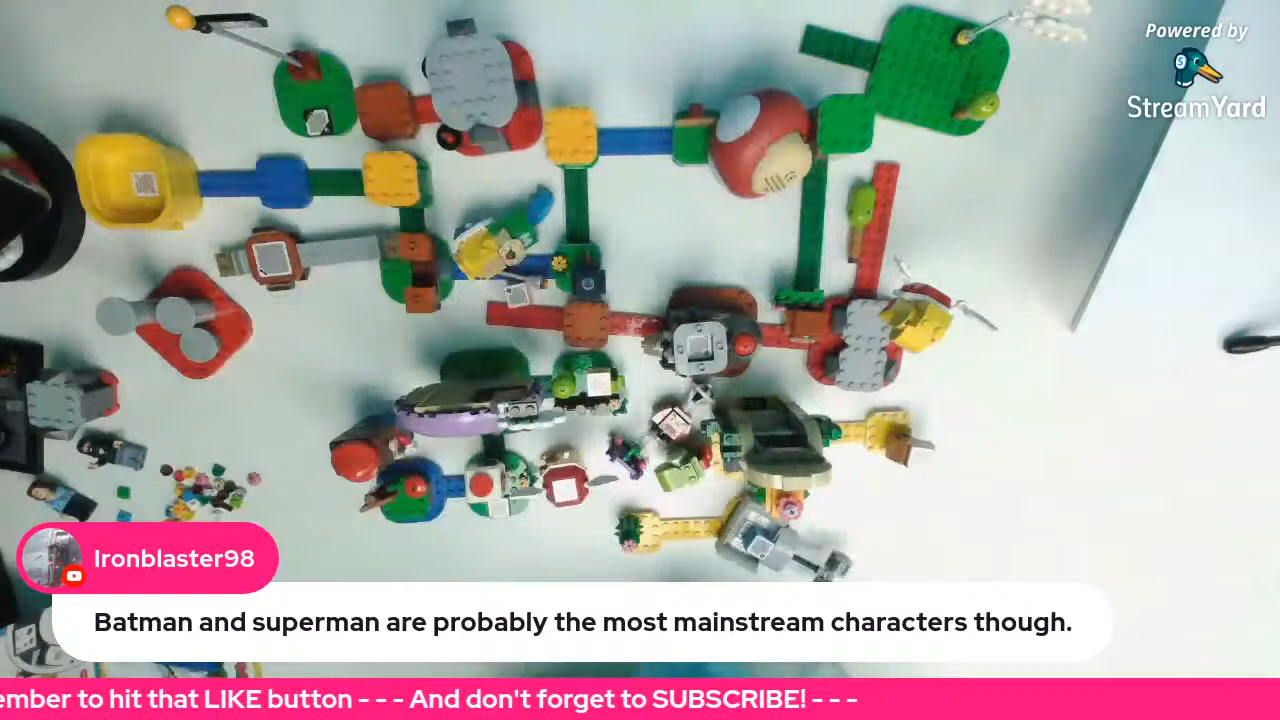 Powered by
StreamYard
Ironblaster98
Batman and superman are probably the most mainstream characters though.
ember to hit that LIKE button - - - And don't forget to SUBSCRIBE! - - -